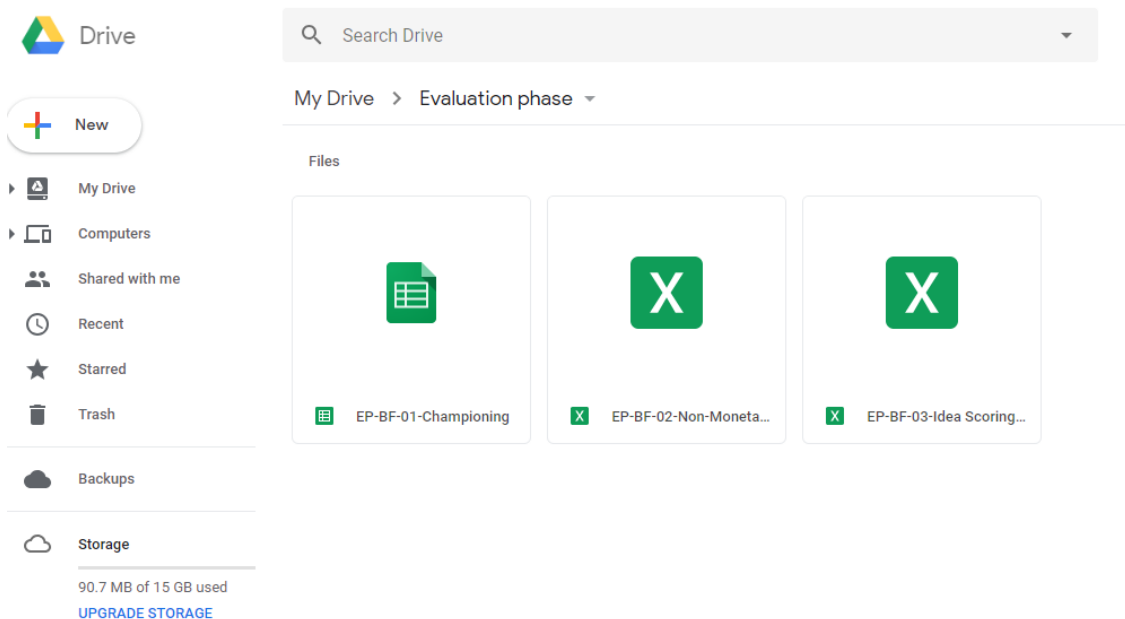 Drive
Search Drive
New
My Drive > Evaluation phase
Files
My Drive
Computers
Shared with me
Recent
Starred
Trash
Backups
Storage
90.7 MB of 15 GB used
UPGRADE STORAGE
X
X
EP-BF-01-Championing
X EP-BF-02-Non-Moneta...
X EP-BF-03-Idea Scoring...